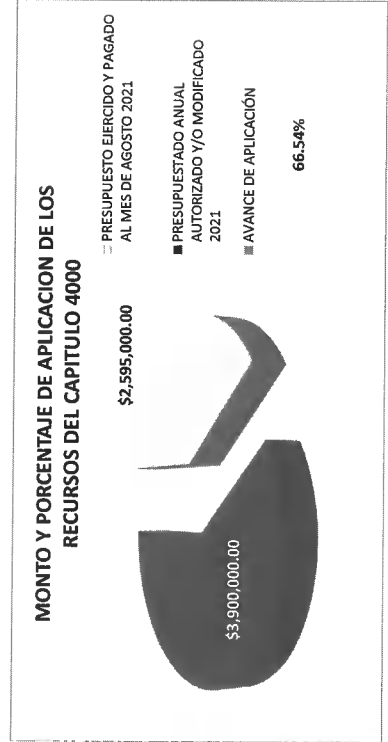 MONTO Y PORCENTAJE DE APLICACION DE LOS
RECURSOS DEL CAPITULO 4000
$2,595,000.00
$3,900,000.00
PRESUPUESTO EJERCIDO Y PAGADO
AL MES DE AGOSTO 2021
PRESUPUESTADO ANUAL
AUTORIZADO Y/O MODIFICADO
2021
AVANCE DE APLICACIÓN
66.54%